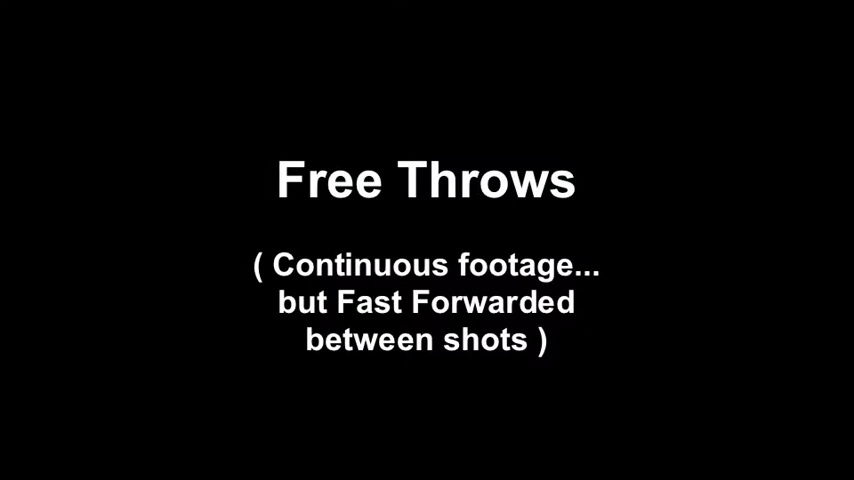 Free Throws
( Continuous footage...
but Fast Forwarded
between shots )